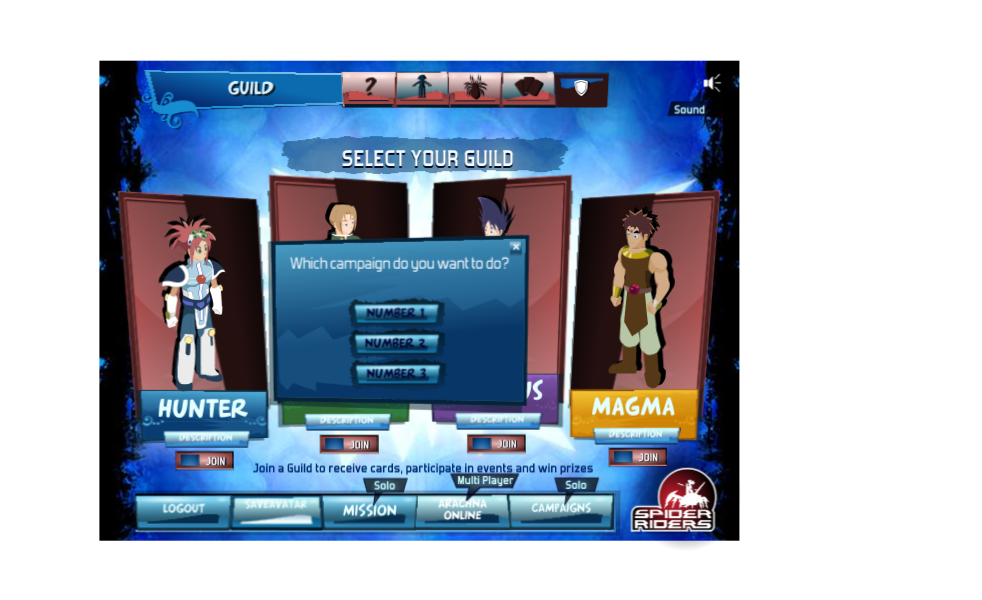 GUILD
?
Sound
SELECT YOUR GUILD
Which campaign do you want to do?
NUMBER 1
NUMBER 2
NUMBER 3
HUNTER
US
MAGMA
DESCRIPTION
DESCRIPTION
DESCRIPTION
DESCRIPTION
JOIN
JOIN
JOIN
JOIN
Join a Guild to receive cards, participate in events and win prizes
Solo
Multi Player
Solo
LOGOUT
SAVE AVATAR
MISSION
ARACHNA
ONLINE
CAMPAIGNS
SPIDER
RIDERS